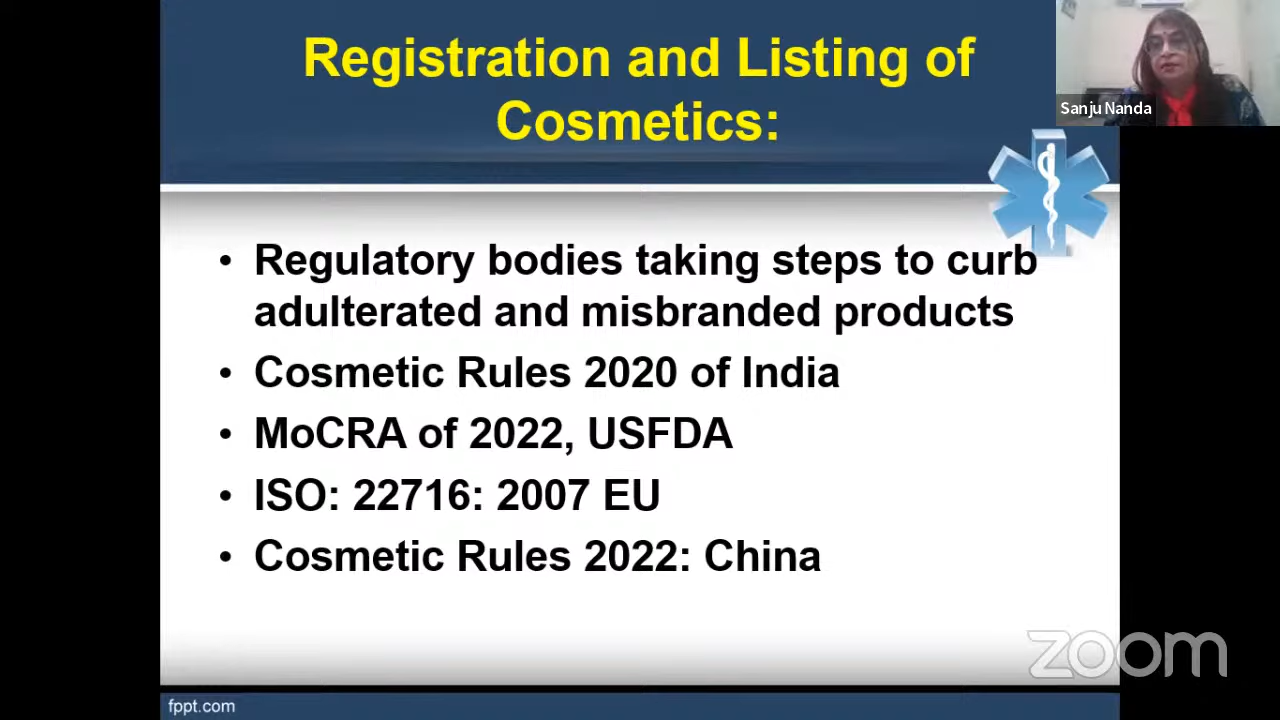 Registration and Listing of
Cosmetics:
Sanju Nanda
• Regulatory bodies taking steps to curb
adulterated and misbranded products
• Cosmetic Rules 2020 of India
• MoCRA of 2022, USFDA
• ISO: 22716: 2007 EU
• Cosmetic Rules 2022: China
zoom
fppt.com